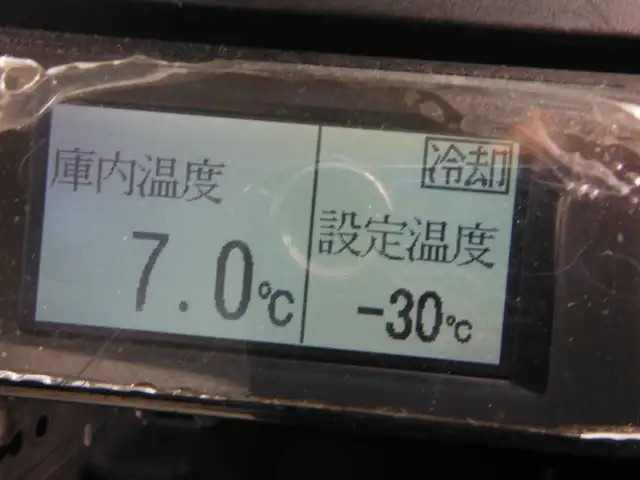 庫内温度
7.0℃
冷却
設定温度
-30℃